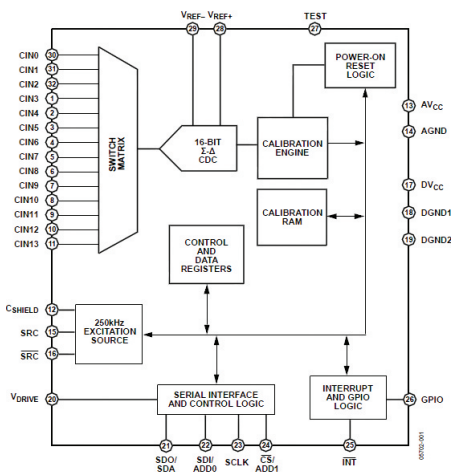 VREF– VREF+
29 28
TEST
27
CIN0 30
CIN1 31
CIN2 32
CIN3 1
CIN4 2
CIN5 3
CIN6 4
CIN7 5
CIN8 6
CIN9 7
CIN10 8
CIN11 9
CIN12 10
CIN13 11
SWITCH
MATRIX
16-BIT
Σ-Δ
CDC
POWER-ON
RESET
LOGIC
CALIBRATION
ENGINE
CALIBRATION
RAM
CONTROL
AND
DATA
REGISTERS
13 AVCC
14 AGND
17 DVCC
18 DGND1
19 DGND2
CSHIELD 12
SRC 15
S̅R̅C̅ 16
250kHz
EXCITATION
SOURCE
VDRIVE 20
SERIAL INTERFACE
AND CONTROL LOGIC
INTERRUPT
AND GPIO
LOGIC
26 GPIO
21 22 23 24 25
SDO/
SDA
SDI/
ADD0
SCLK
C̅S̅/
ADD1
I̅N̅T̅
05702-001